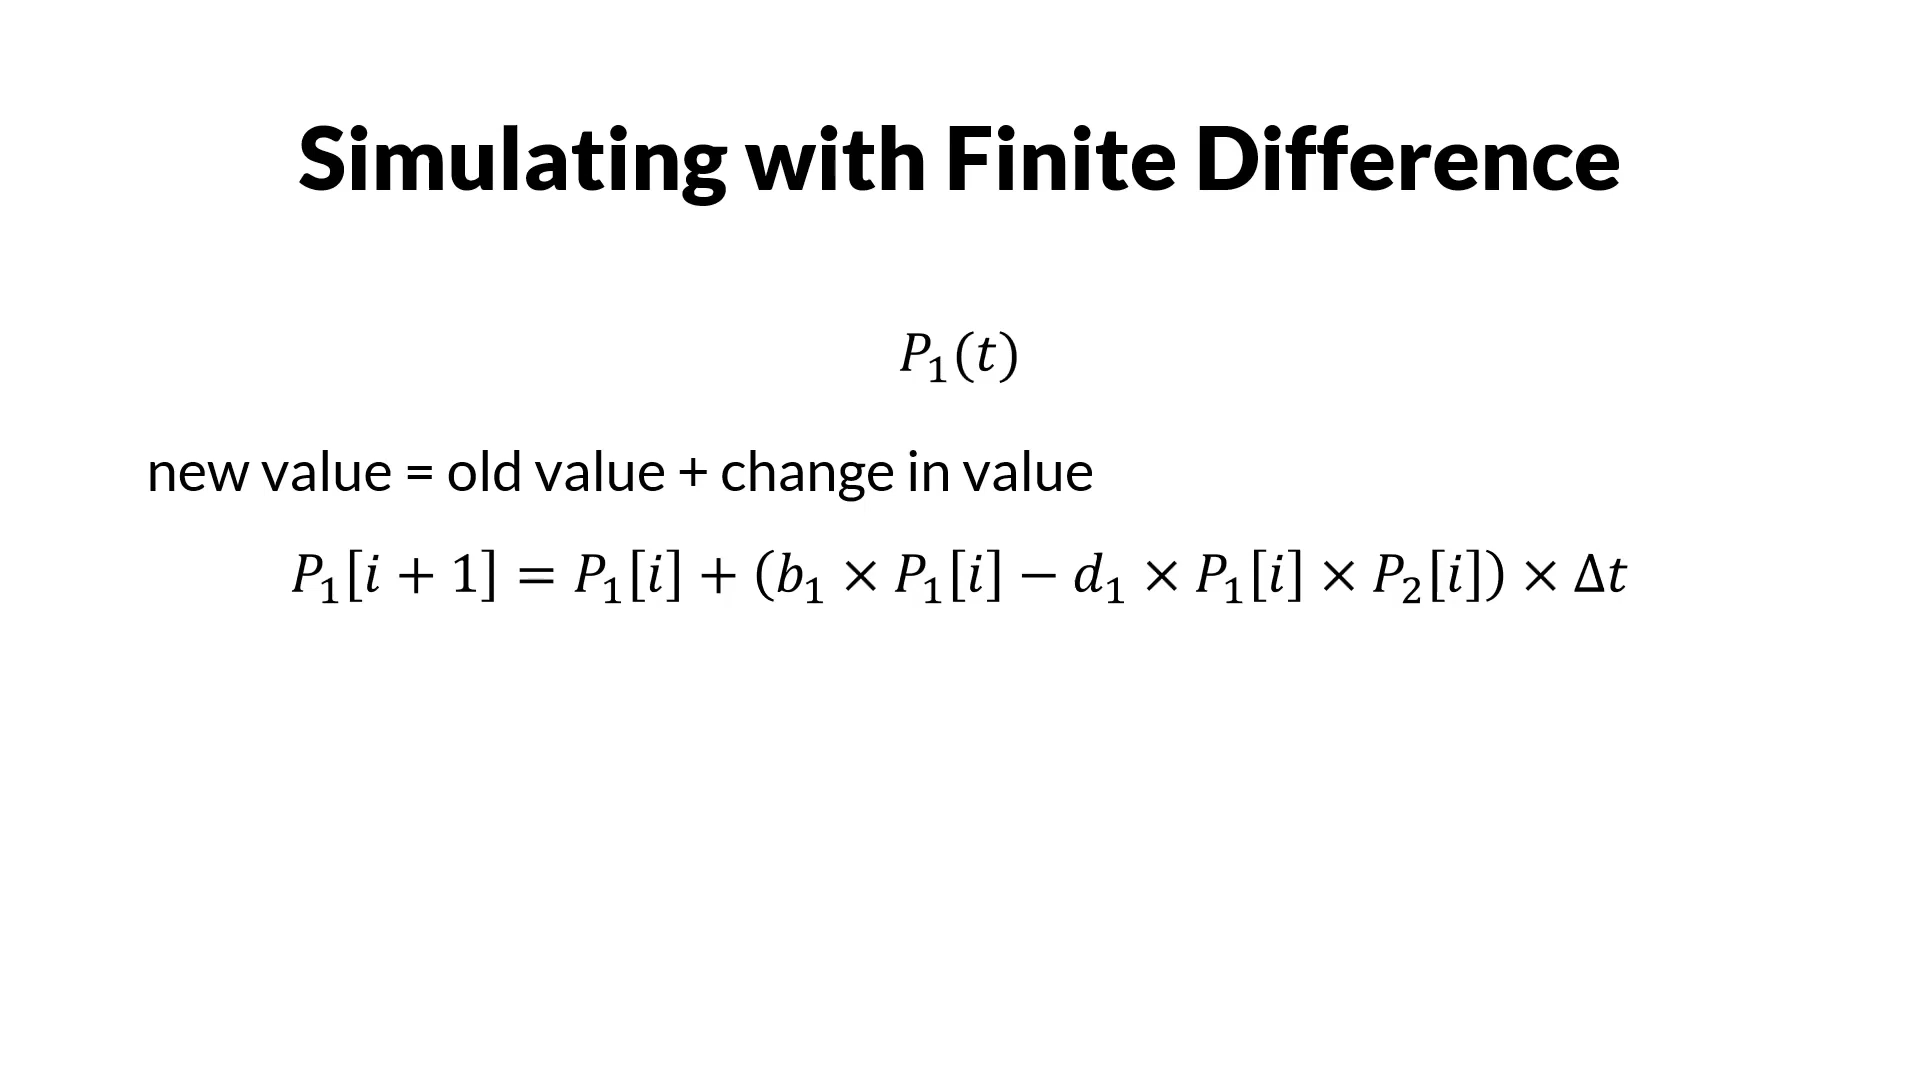 Simulating with Finite Difference
P₁(t)
new value = old value + change in value
P₁[i + 1] = P₁[i] + (b₁ × P₁[i] − d₁ × P₁[i] × P₂[i]) × Δt